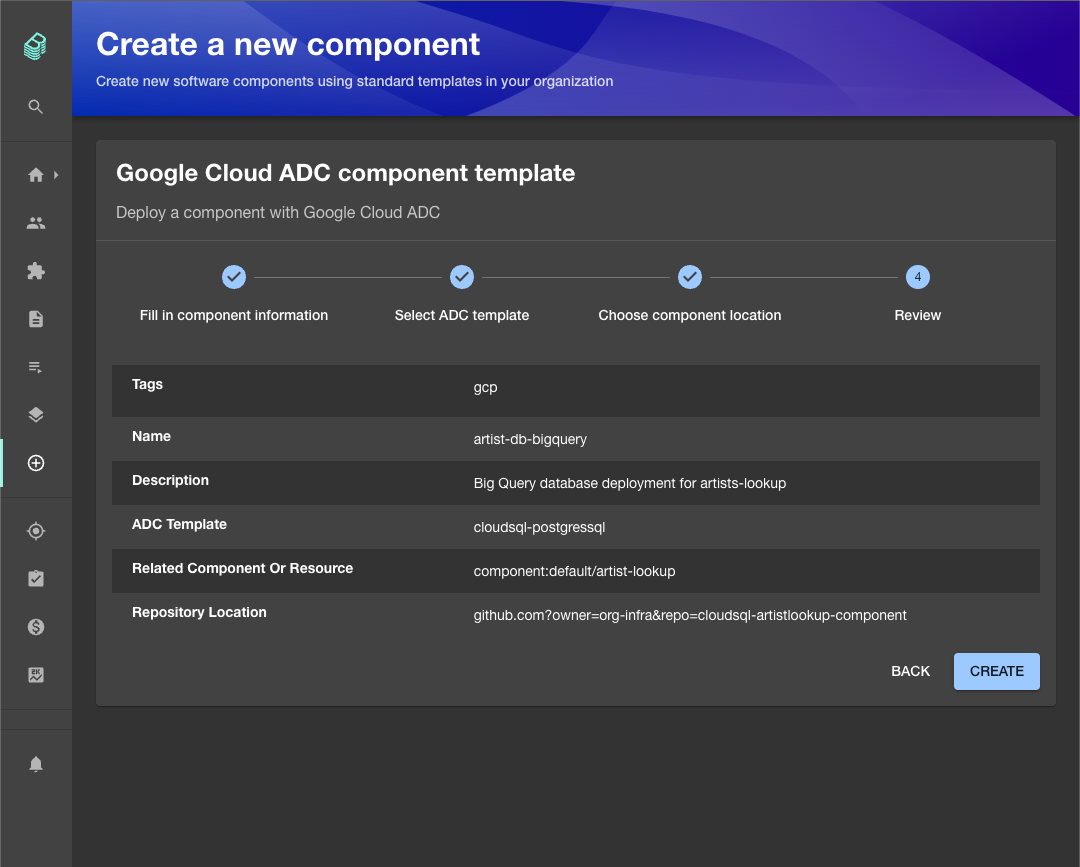 Create a new component
Create new software components using standard templates in your organization
Google Cloud ADC component template
Deploy a component with Google Cloud ADC
4
Fill in component information Select ADC template Choose component location Review
Tags gcp
Name artist-db-bigquery
Description Big Query database deployment for artists-lookup
ADC Template cloudsql-postgressql
Related Component Or Resource component:default/artist-lookup
Repository Location github.com?owner=org-infra&repo=cloudsql-artistlookup-component
BACK CREATE